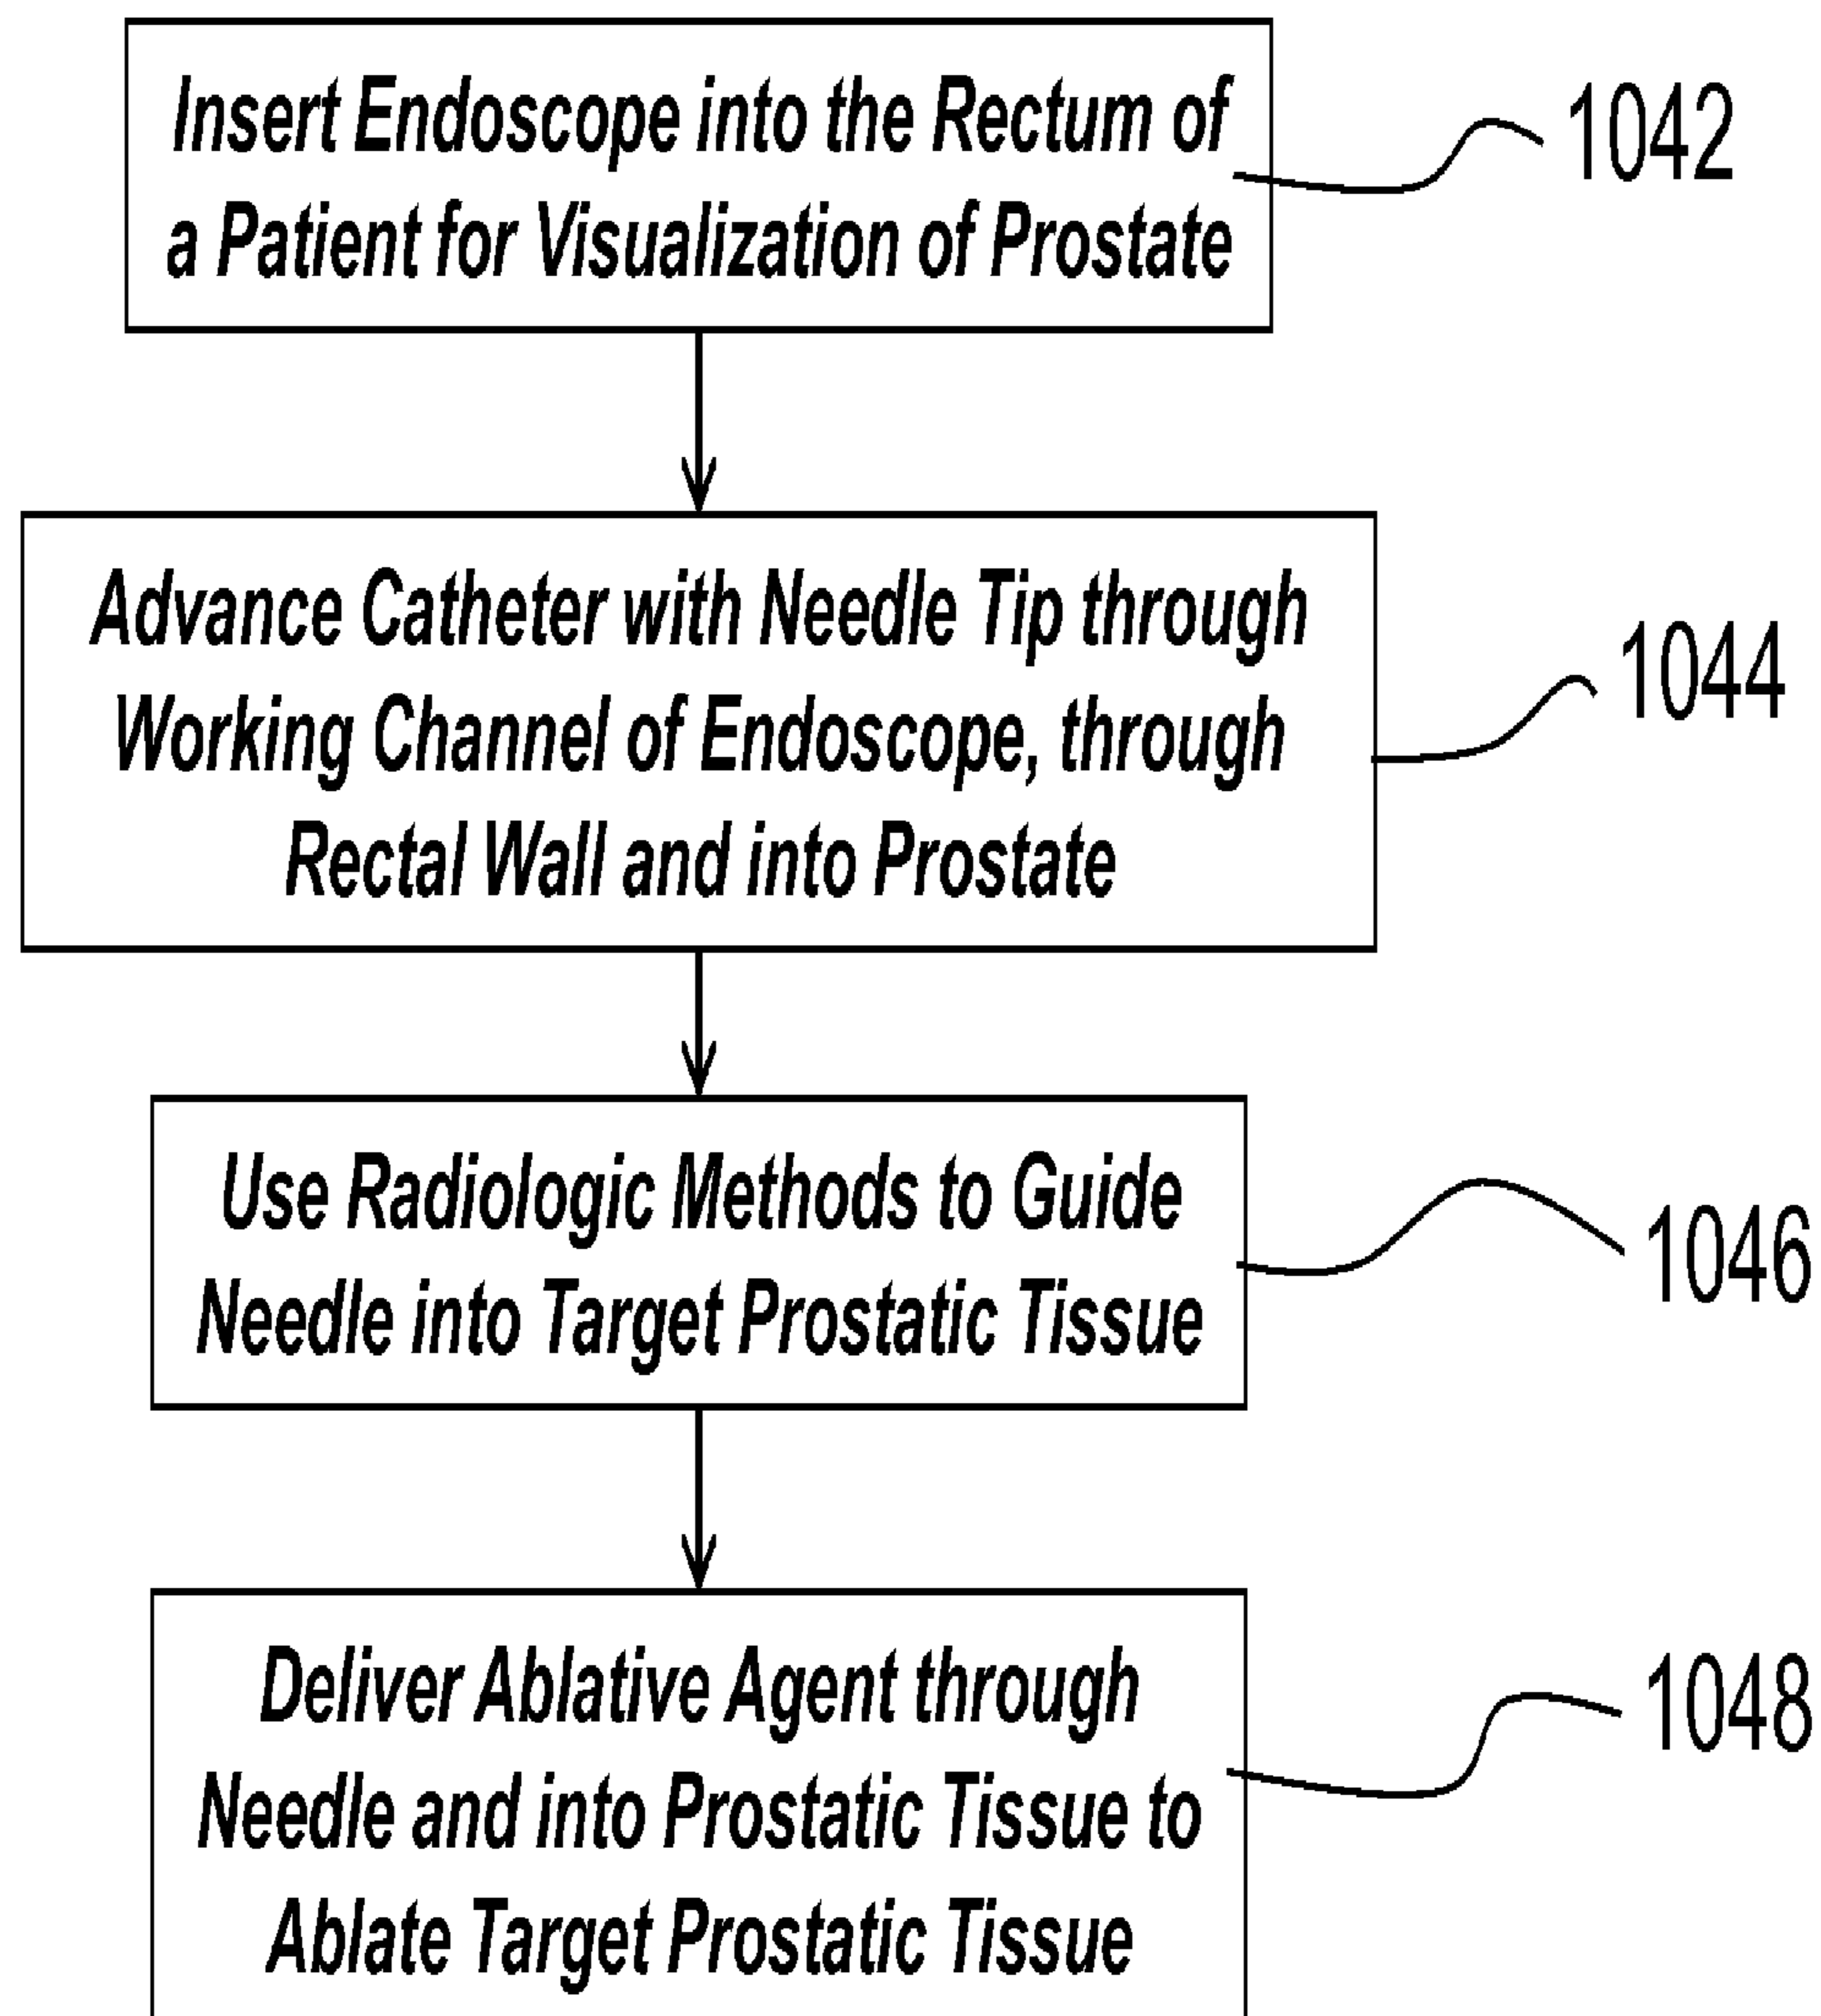 Insert Endoscope into the Rectum of
a Patient for Visualization of Prostate
1042
Advance Catheter with Needle Tip through
Working Channel of Endoscope, through
Rectal Wall and into Prostate
1044
Use Radiologic Methods to Guide
Needle into Target Prostatic Tissue
1046
Deliver Ablative Agent through
Needle and into Prostatic Tissue to
Ablate Target Prostatic Tissue
1048